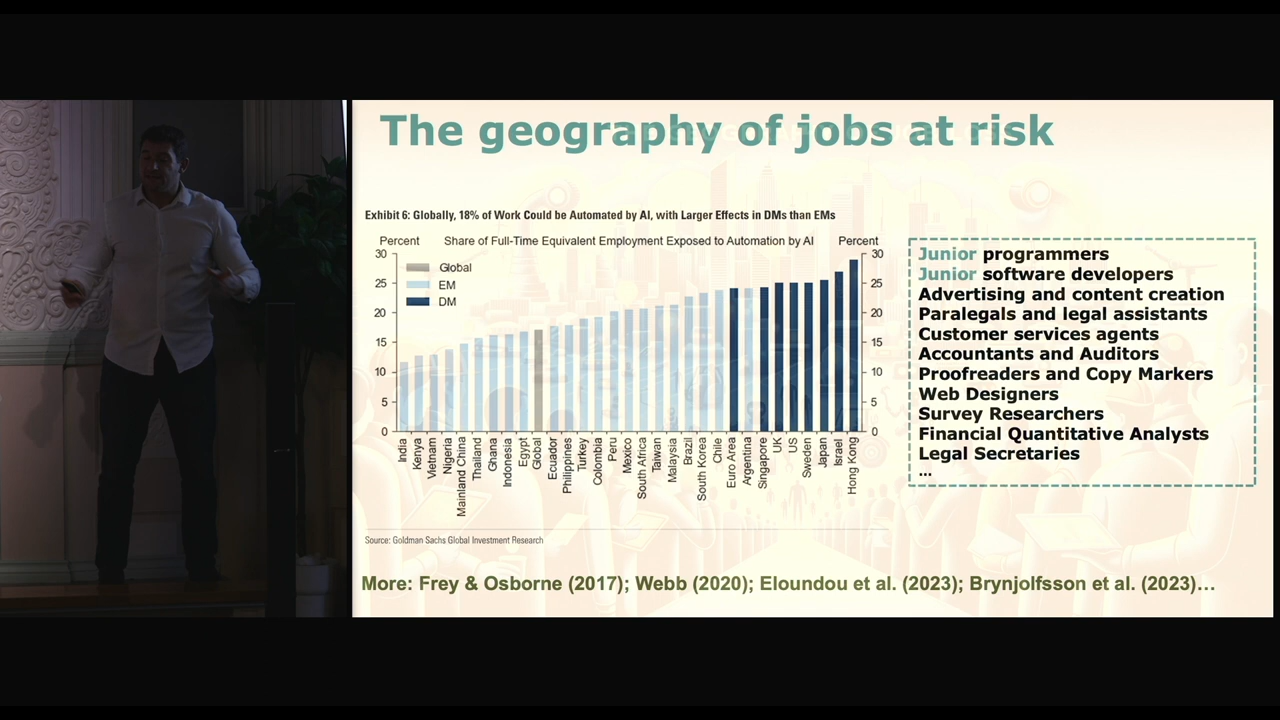 The geography of jobs at risk
Exhibit 6: Globally, 18% of Work Could be Automated by AI, with Larger Effects in DMs than EMs
Percent
Share of Full-Time Equivalent Employment Exposed to Automation by AI
Percent
30
25
20
15
10
5
0
Global
EM
DM
30
25
20
15
10
5
0
India
Kenya
Vietnam
Nigeria
Mainland China
Thailand
Ghana
Indonesia
Egypt
Global
Ecuador
Philippines
Turkey
Colombia
Peru
Mexico
South Africa
Taiwan
Malaysia
Brazil
South Korea
Chile
Euro Area
Argentina
Singapore
UK
US
Sweden
Japan
Israel
Hong Kong
Source: Goldman Sachs Global Investment Research
Junior programmers
Junior software developers
Advertising and content creation
Paralegals and legal assistants
Customer services agents
Accountants and Auditors
Proofreaders and Copy Markers
Web Designers
Survey Researchers
Financial Quantitative Analysts
Legal Secretaries
...
More: Frey & Osborne (2017); Webb (2020); Eloundou et al. (2023); Brynjolfsson et al. (2023)...